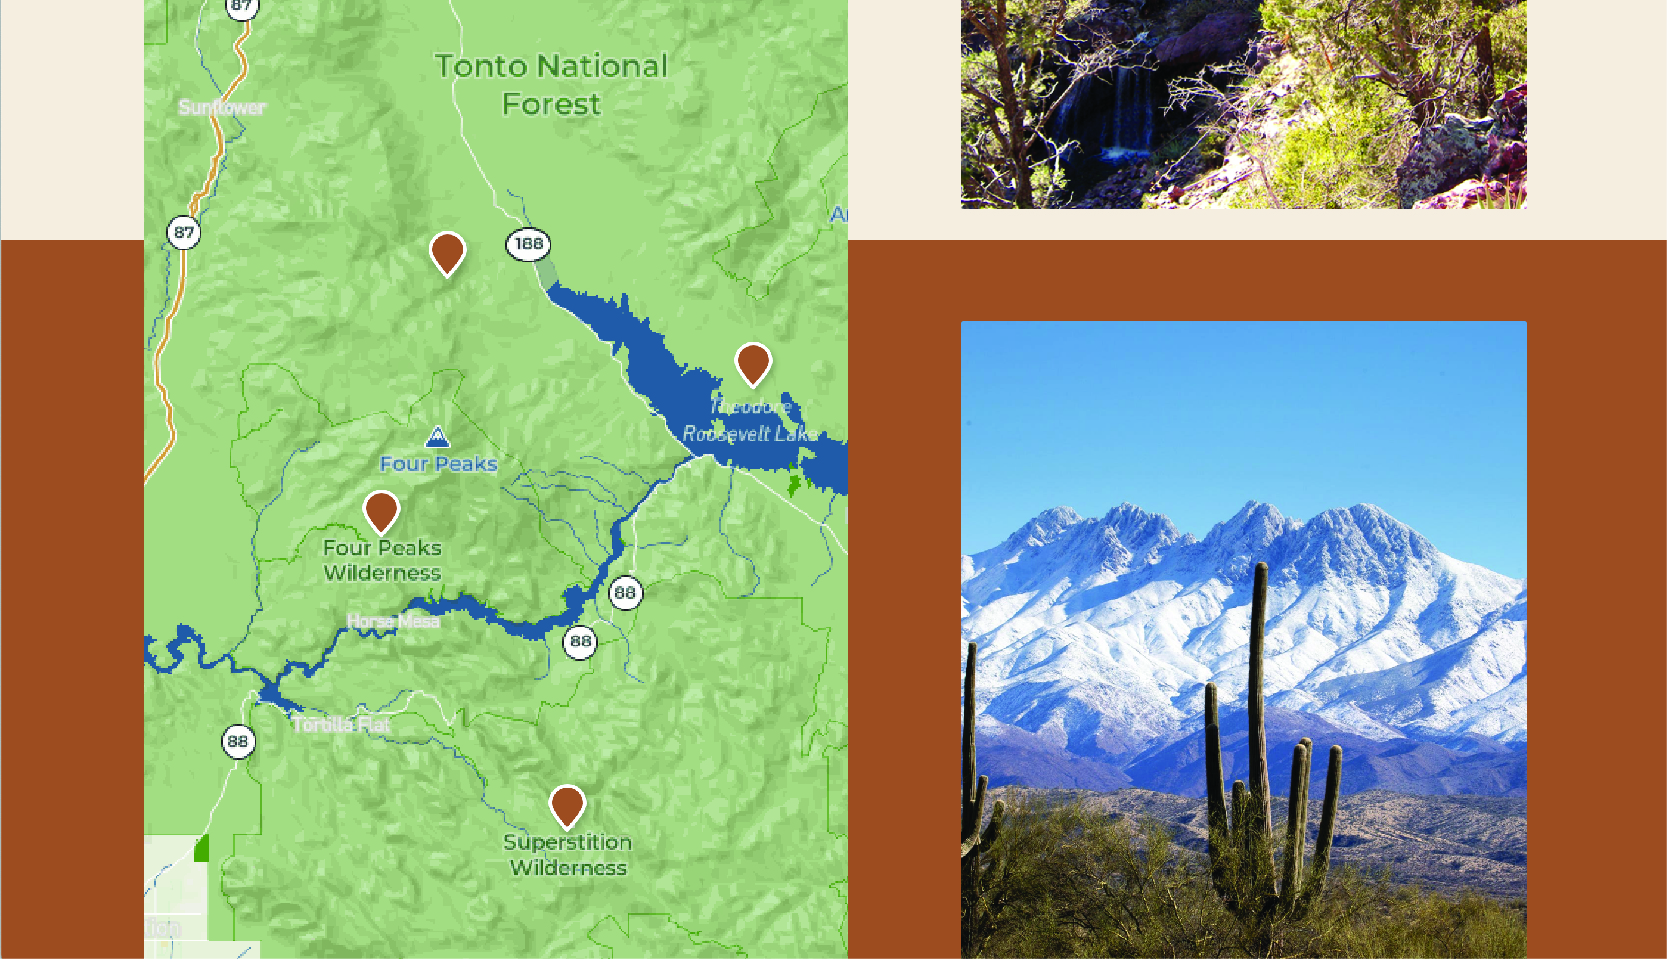 87
Tonto National
Forest
Sunflower
87
188
Theodore
Roosevelt Lake
Four Peaks
Four Peaks
Wilderness
88
Horse Mesa
88
Tortilla Flat
88
Superstition
Wilderness